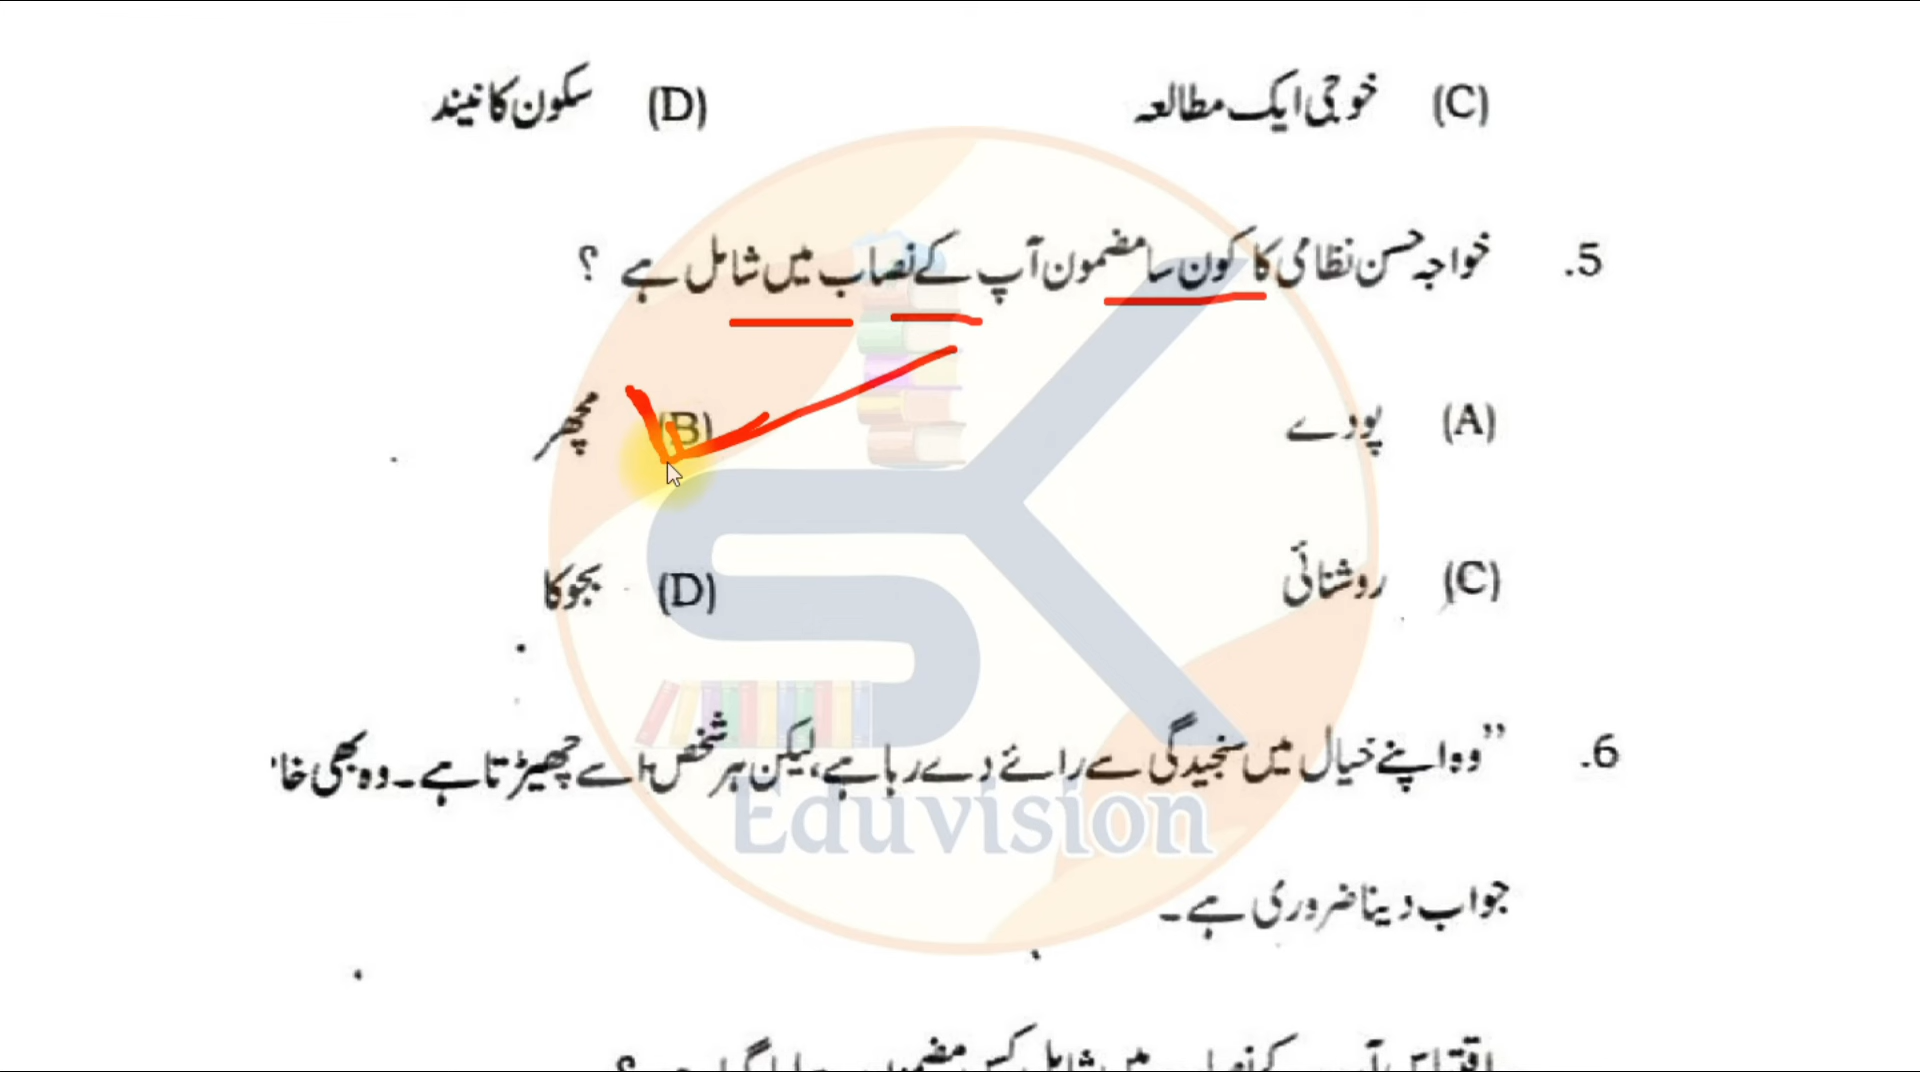 (C) خوجی ایک مطالعہ (D) سکون کا نیند
5. خواجہ حسن نظامی کا کون سا مضمون آپ کے نصاب میں شامل ہے ؟
(A) پودے (B) مچھر
(C) روشنائی (D) بجوکا
6. ”وہ اپنے خیال میں سنجیدگی سے رائے دے رہا ہے، لیکن ہر شخص اسے چھیڑتا ہے۔ وہ بھی خا
جواب دینا ضروری ہے۔
SK
Eduvision